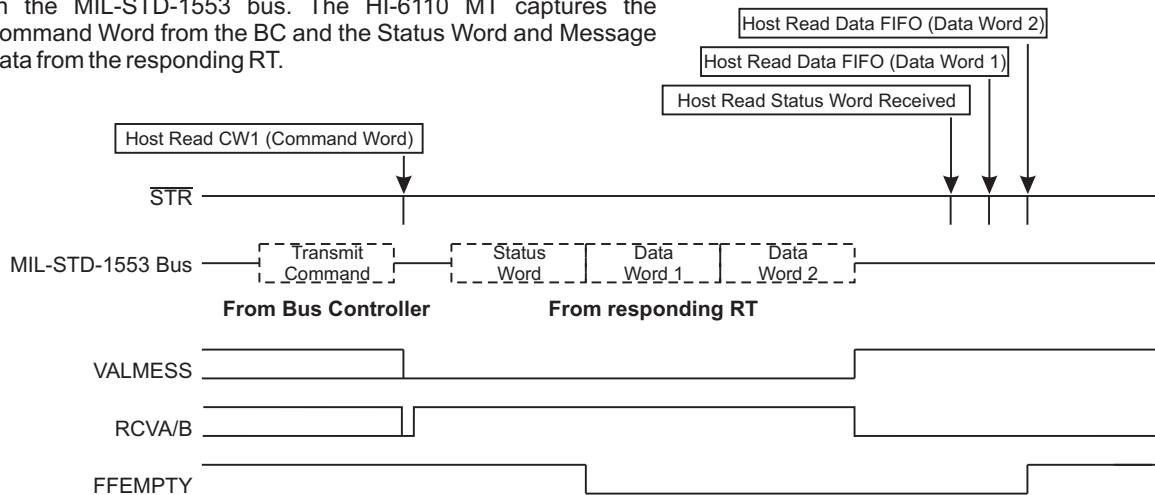 the MIL-STD-1553 bus. The HI-6110 MT captures the
Command Word from the BC and the Status Word and Message
Data from the responding RT.
Host Read Data FIFO (Data Word 2)
Host Read Data FIFO (Data Word 1)
Host Read Status Word Received
Host Read CW1 (Command Word)
STR
MIL-STD-1553 Bus
Transmit
Command
Status
Word
Data
Word 1
Data
Word 2
From Bus Controller
From responding RT
VALMESS
RCVA/B
FFEMPTY